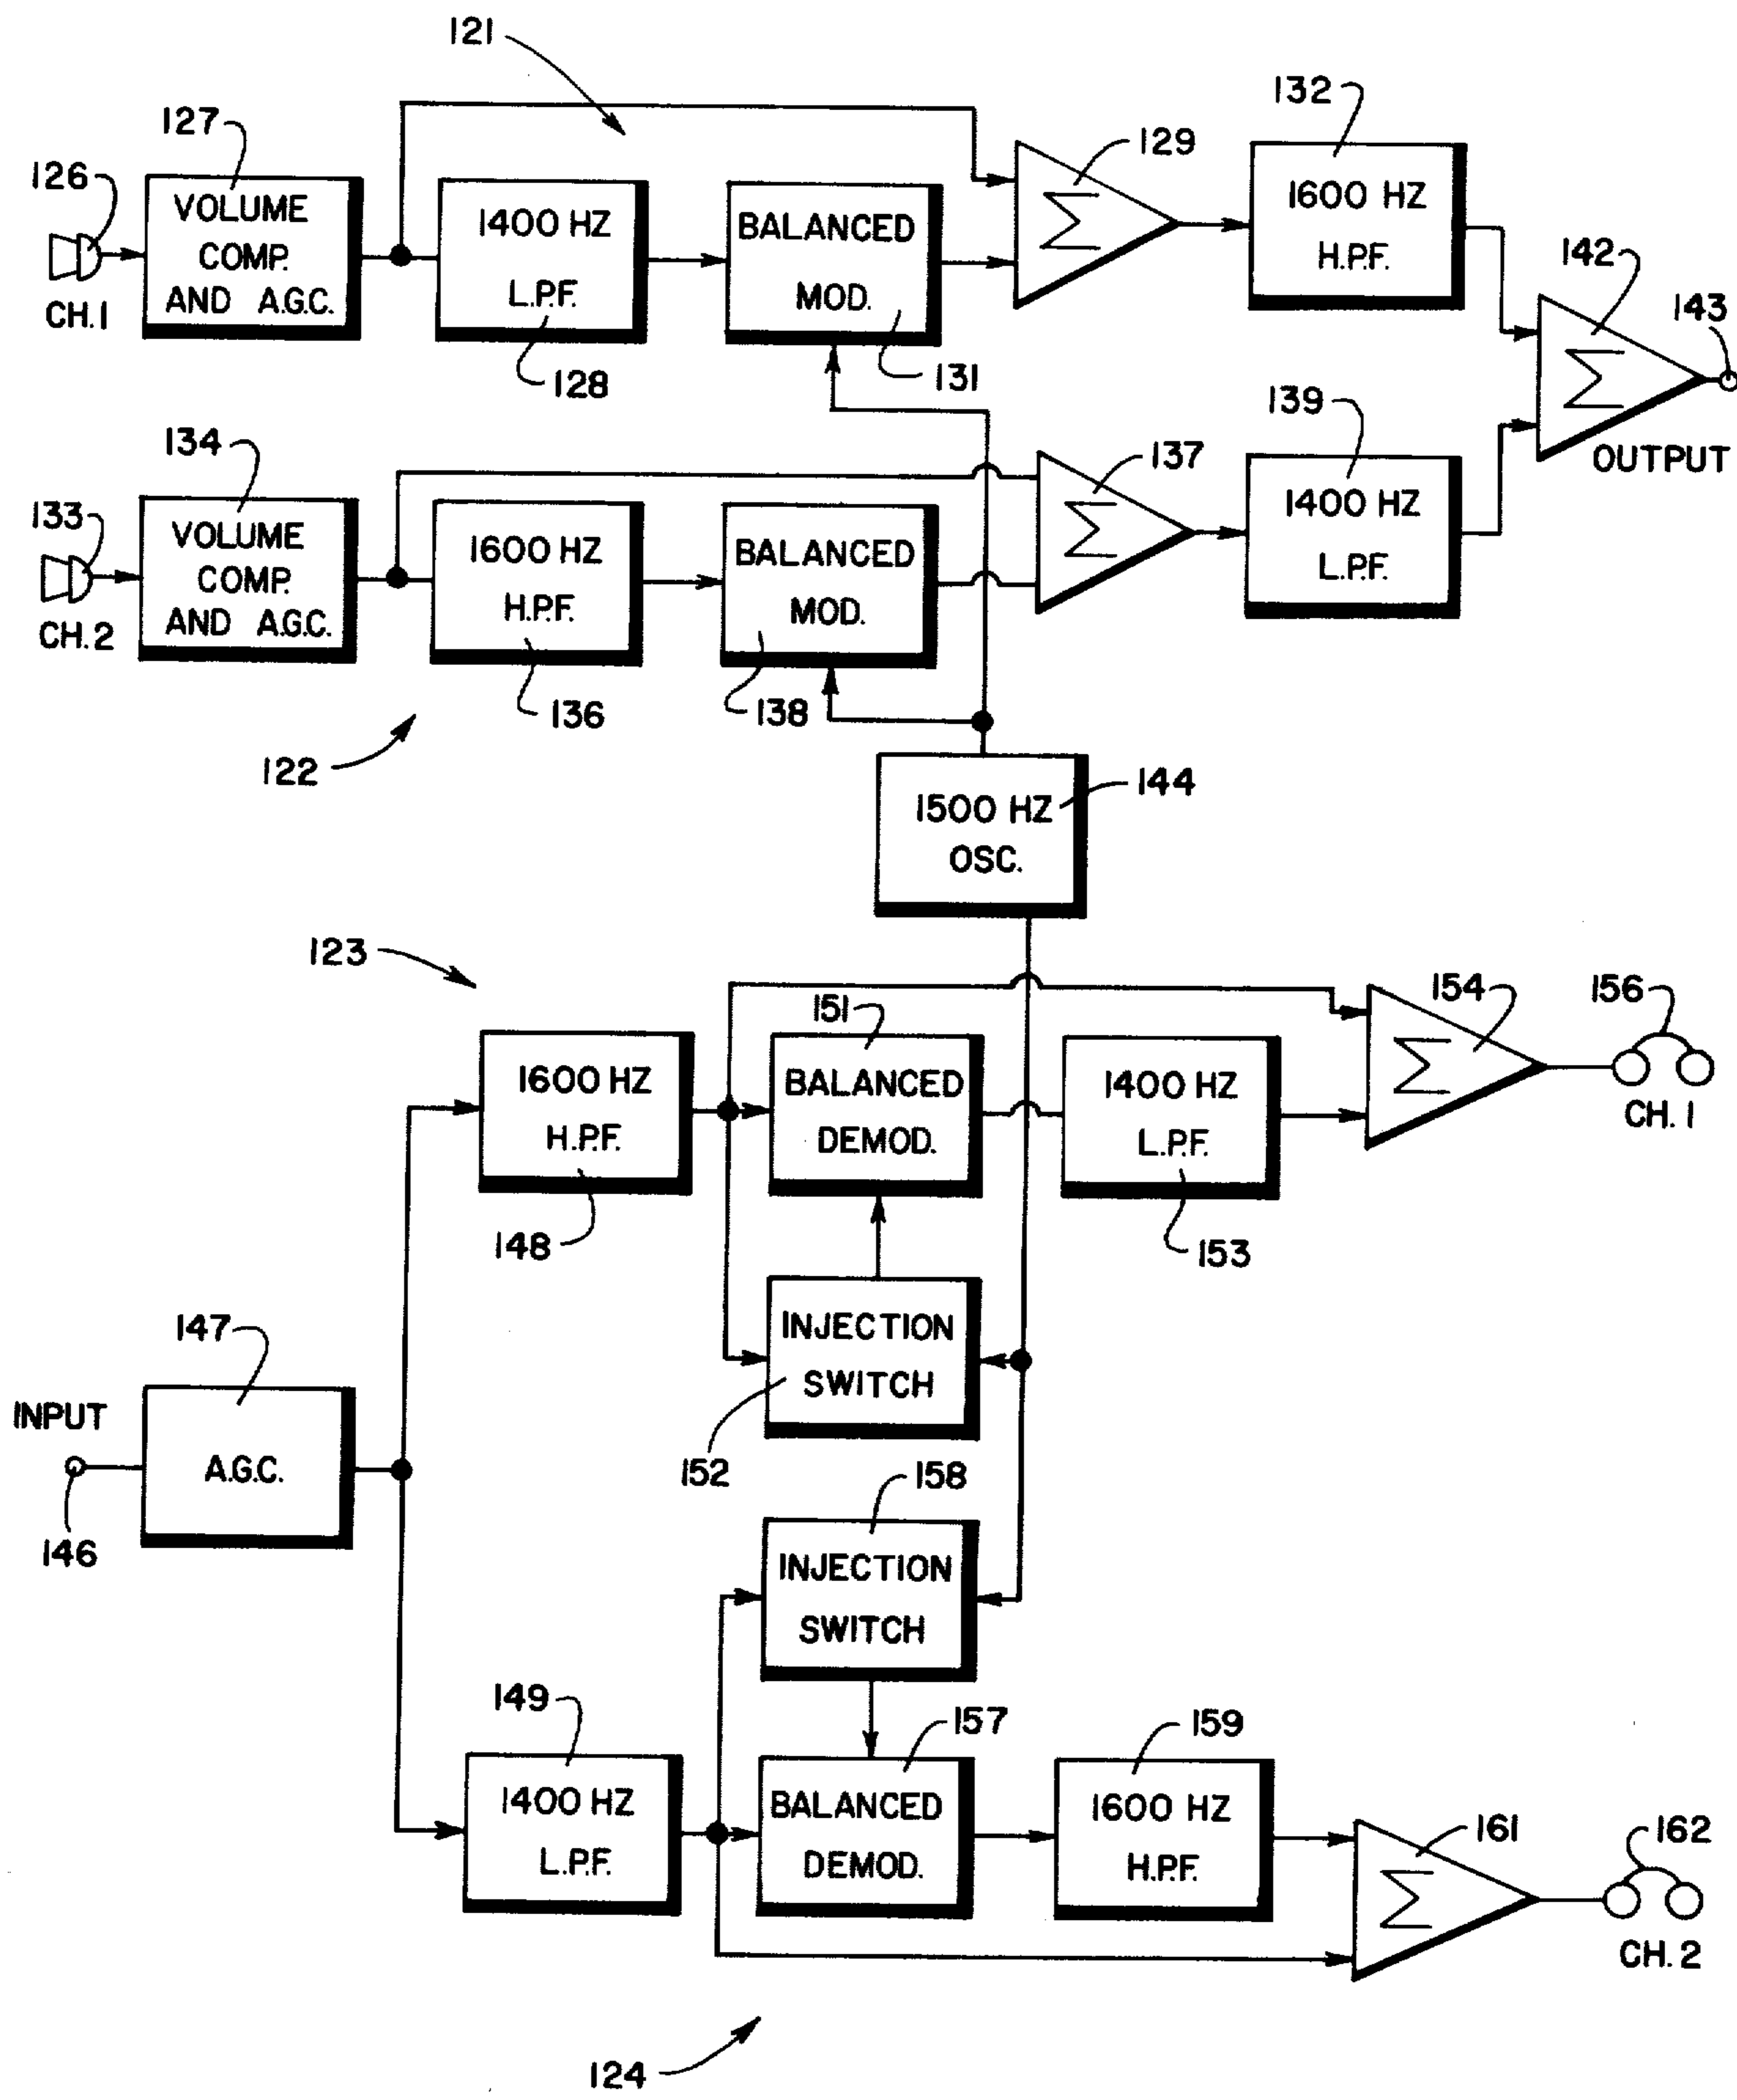 121
127
126
VOLUME
COMP.
AND A.G.C.
CH. 1
1400 HZ
L.P.F.
128
BALANCED
MOD.
131
129
Σ
132
1600 HZ
H.P.F.
142
Σ
143
OUTPUT
134
133
VOLUME
COMP.
AND A.G.C.
CH. 2
1600 HZ
H.P.F.
136
BALANCED
MOD.
138
137
Σ
139
1400 HZ
L.P.F.
122
1500 HZ
OSC.
144
123
1600 HZ
H.P.F.
148
151
BALANCED
DEMOD.
1400 HZ
L.P.F.
153
154
Σ
156
CH. 1
INJECTION
SWITCH
152
147
INPUT
A.G.C.
146
158
INJECTION
SWITCH
149
1400 HZ
L.P.F.
157
BALANCED
DEMOD.
159
1600 HZ
H.P.F.
161
Σ
162
CH. 2
124